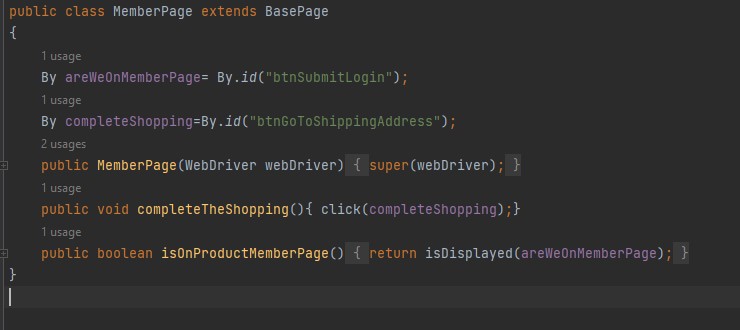 public class MemberPage extends BasePage
{
1 usage
By areWeOnMemberPage= By.id("btnSubmitLogin");
1 usage
By completeShopping=By.id("btnGoToShippingAddress");
2 usages
public MemberPage(WebDriver webDriver) { super(webDriver); }
1 usage
public void completeTheShopping(){ click(completeShopping);}
1 usage
public boolean isOnProductMemberPage() { return isDisplayed(areWeOnMemberPage); }
}